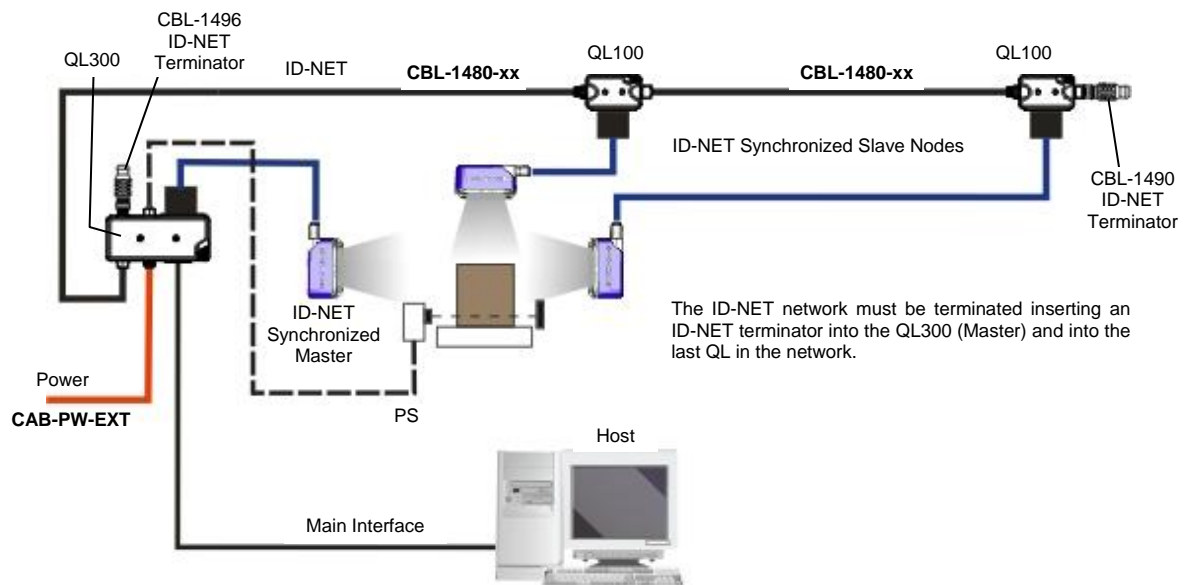 CBL-1496
ID-NET
Terminator
QL300
ID-NET
CBL-1480-xx
QL100
CBL-1480-xx
QL100
ID-NET Synchronized Slave Nodes
CBL-1490
ID-NET
Terminator
ID-NET
Synchronized
Master
The ID-NET network must be terminated inserting an
ID-NET terminator into the QL300 (Master) and into the
last QL in the network.
Power
CAB-PW-EXT
PS
Host
Main Interface